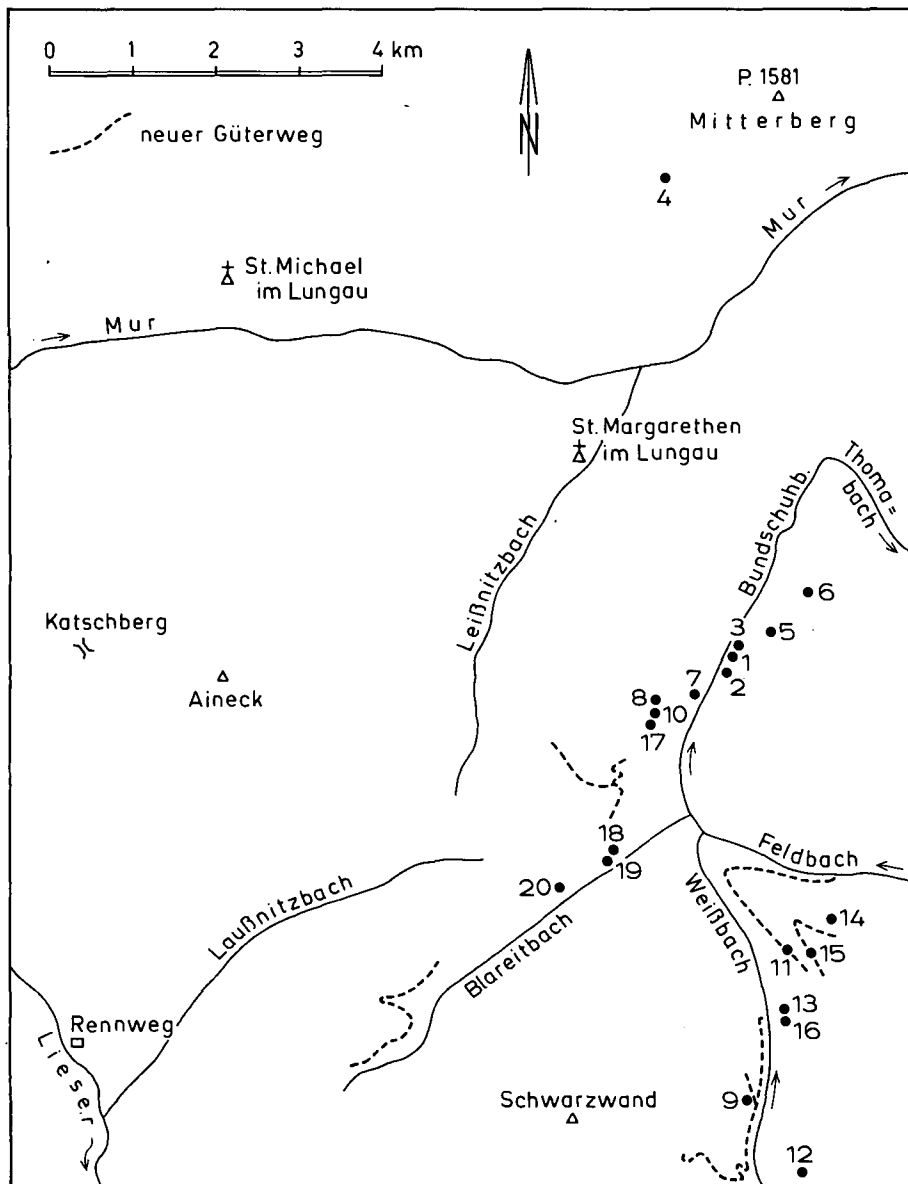 0 1 2 3 4 km
neuer Güterweg
N
P. 1581
Mitterberg
4
Mur
St. Michael
im Lungau
Mur
St. Margarethen
im Lungau
Thoma=
bach
Bundschuhb.
Leißnitzbach
6
Katschberg
3
5
1
2
Aineck
7
8
10
17
18
19
20
Feldbach
Laußnitzbach
Blareitbach
Weißbach
14
11
15
13
16
Rennweg
Lieser
Schwarzwand
9
12